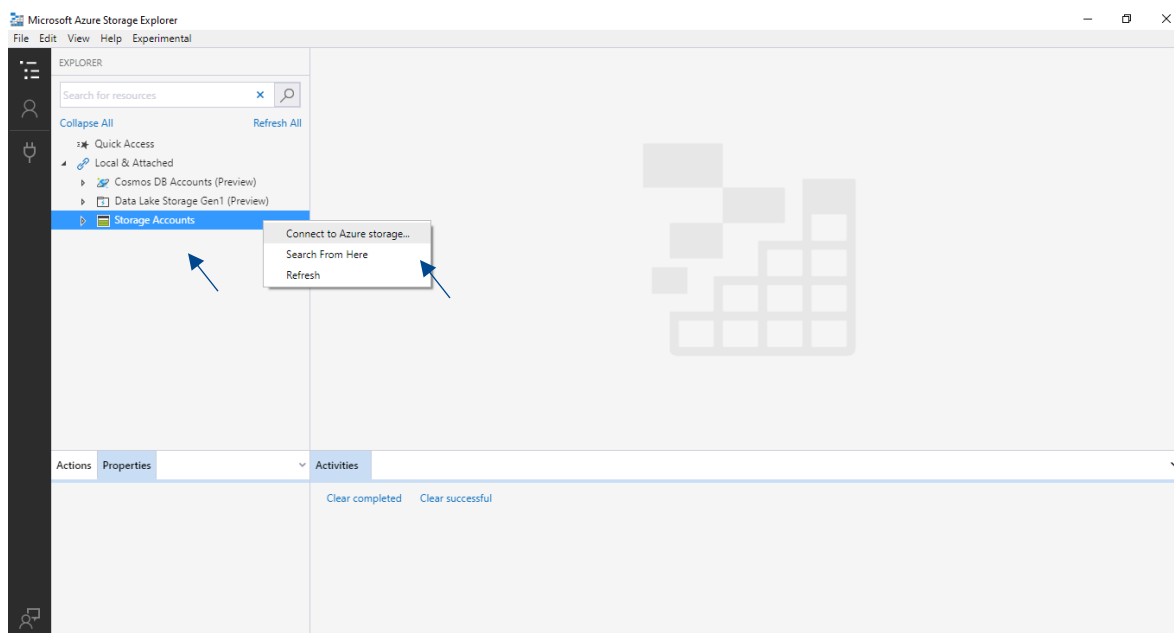 Microsoft Azure Storage Explorer
File Edit View Help Experimental
EXPLORER
Search for resources
Collapse All Refresh All
Quick Access
Local & Attached
Cosmos DB Accounts (Preview)
Data Lake Storage Gen1 (Preview)
Storage Accounts
Connect to Azure storage...
Search From Here
Refresh
Actions Properties
Activities
Clear completed Clear successful